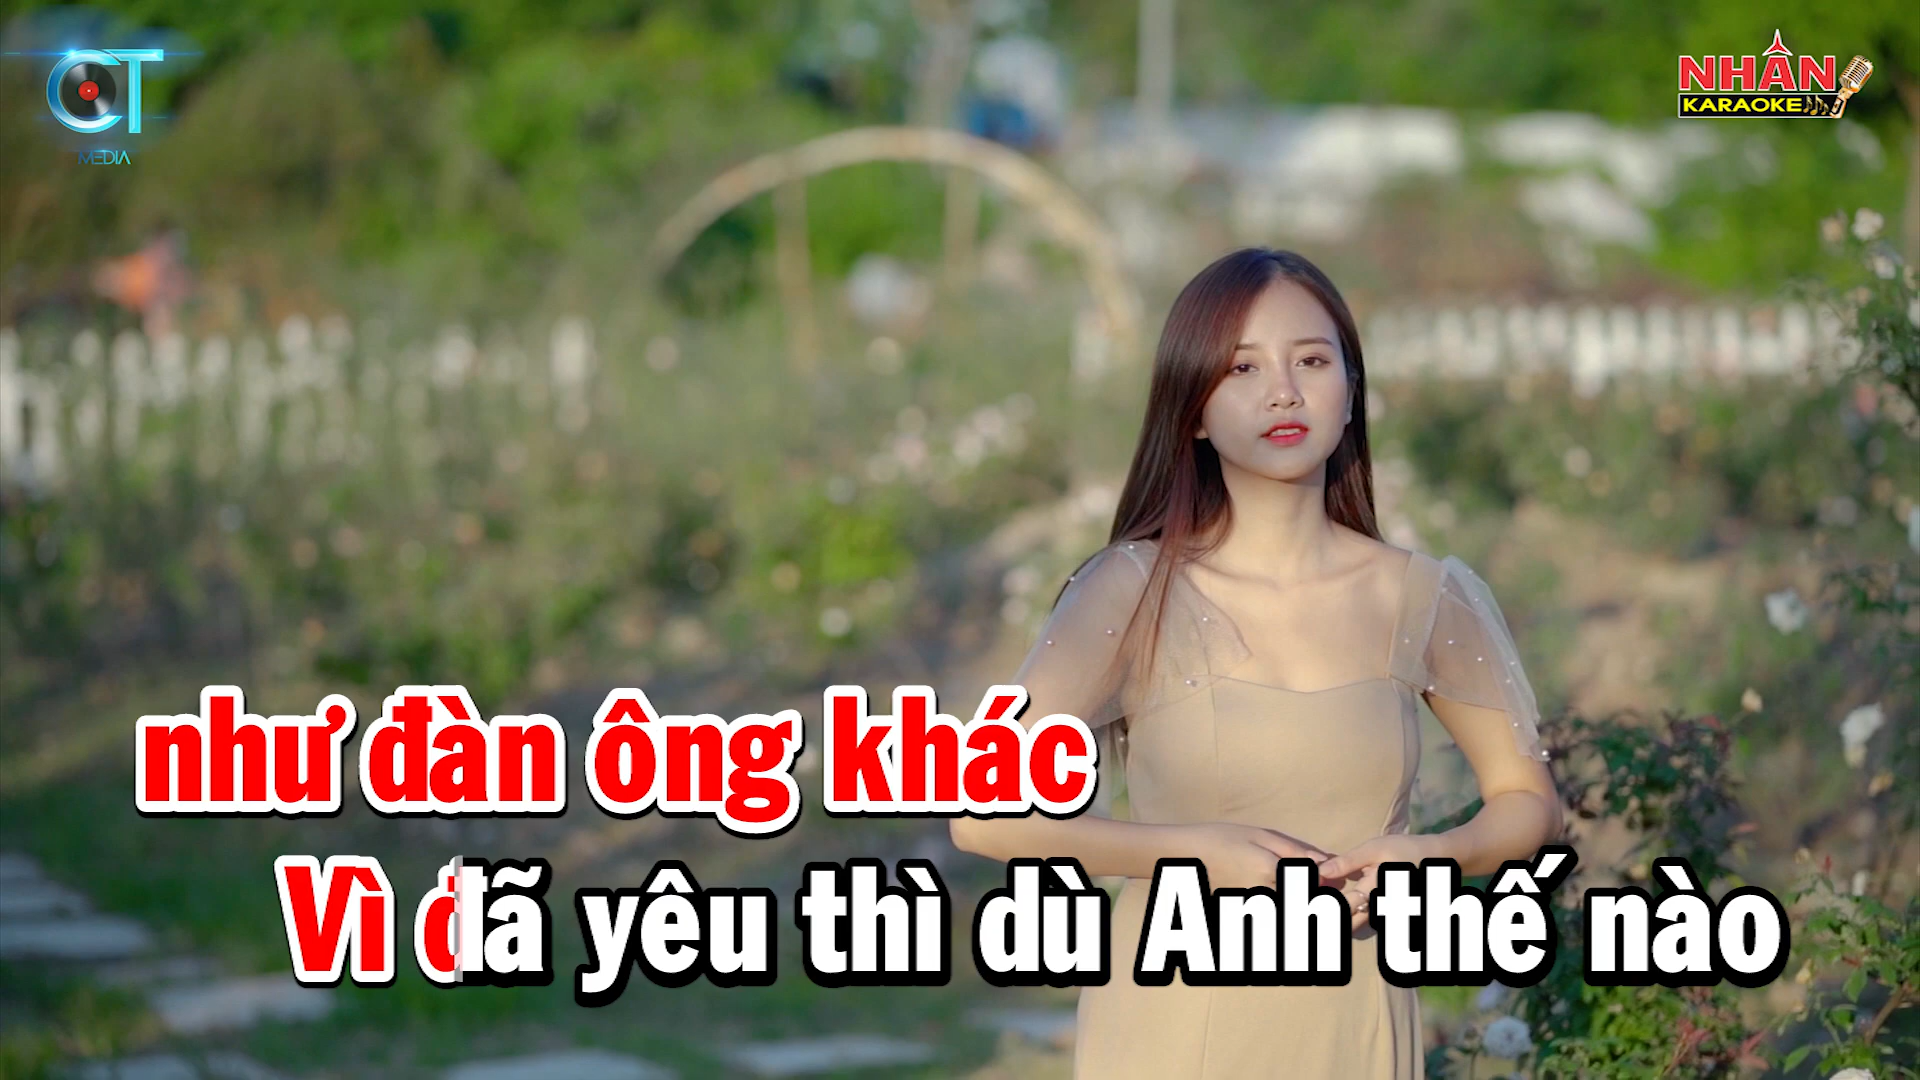 CT
MEDIA
NHÂN
KARAOKE
như đàn ông khác
Vì đã yêu thì dù Anh thế nào